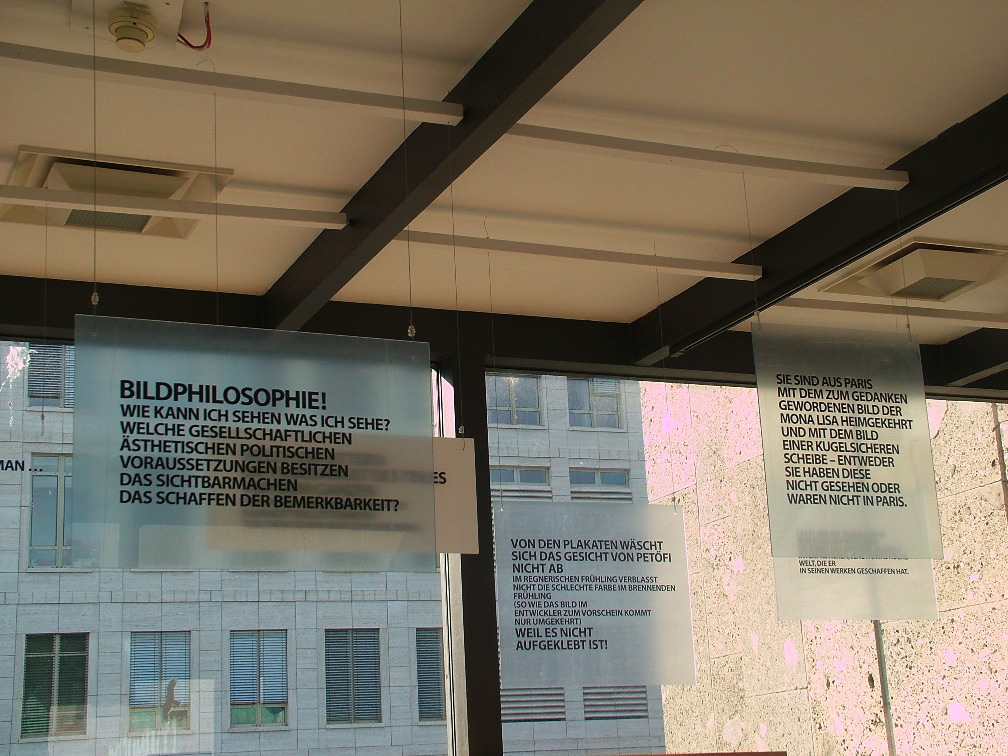 BILDPHILOSOPHIE!
WIE KANN ICH SEHEN WAS ICH SEHE?
WELCHE GESELLSCHAFTLICHEN
ÄSTHETISCHEN POLITISCHEN
VORAUSSETZUNGEN BESITZEN
DAS SICHTBARMACHEN
DAS SCHAFFEN DER BEMERKBARKEIT?
MAN ...
ES
VON DEN PLAKATEN WÄSCHT
SICH DAS GESICHT VON PETÖFI
NICHT AB
IM REGNERISCHEN FRÜHLING VERBLASST
NICHT DIE SCHLECHTE FARBE IM BRENNENDEN
FRÜHLING
(SO WIE DAS BILD IM
ENTWICKLER ZUM VORSCHEIN KOMMT
NUR UMGEKEHRT)
WEIL ES NICHT
AUFGEKLEBT IST!
SIE SIND AUS PARIS
MIT DEM ZUM GEDANKEN
GEWORDENEN BILD DER
MONA LISA HEIMGEKEHRT
UND MIT DEM BILD
EINER KUGELSICHEREN
SCHEIBE – ENTWEDER
SIE HABEN DIESE
NICHT GESEHEN ODER
WAREN NICHT IN PARIS.
WELT, DIE ER
IN SEINEN WERKEN GESCHAFFEN HAT.